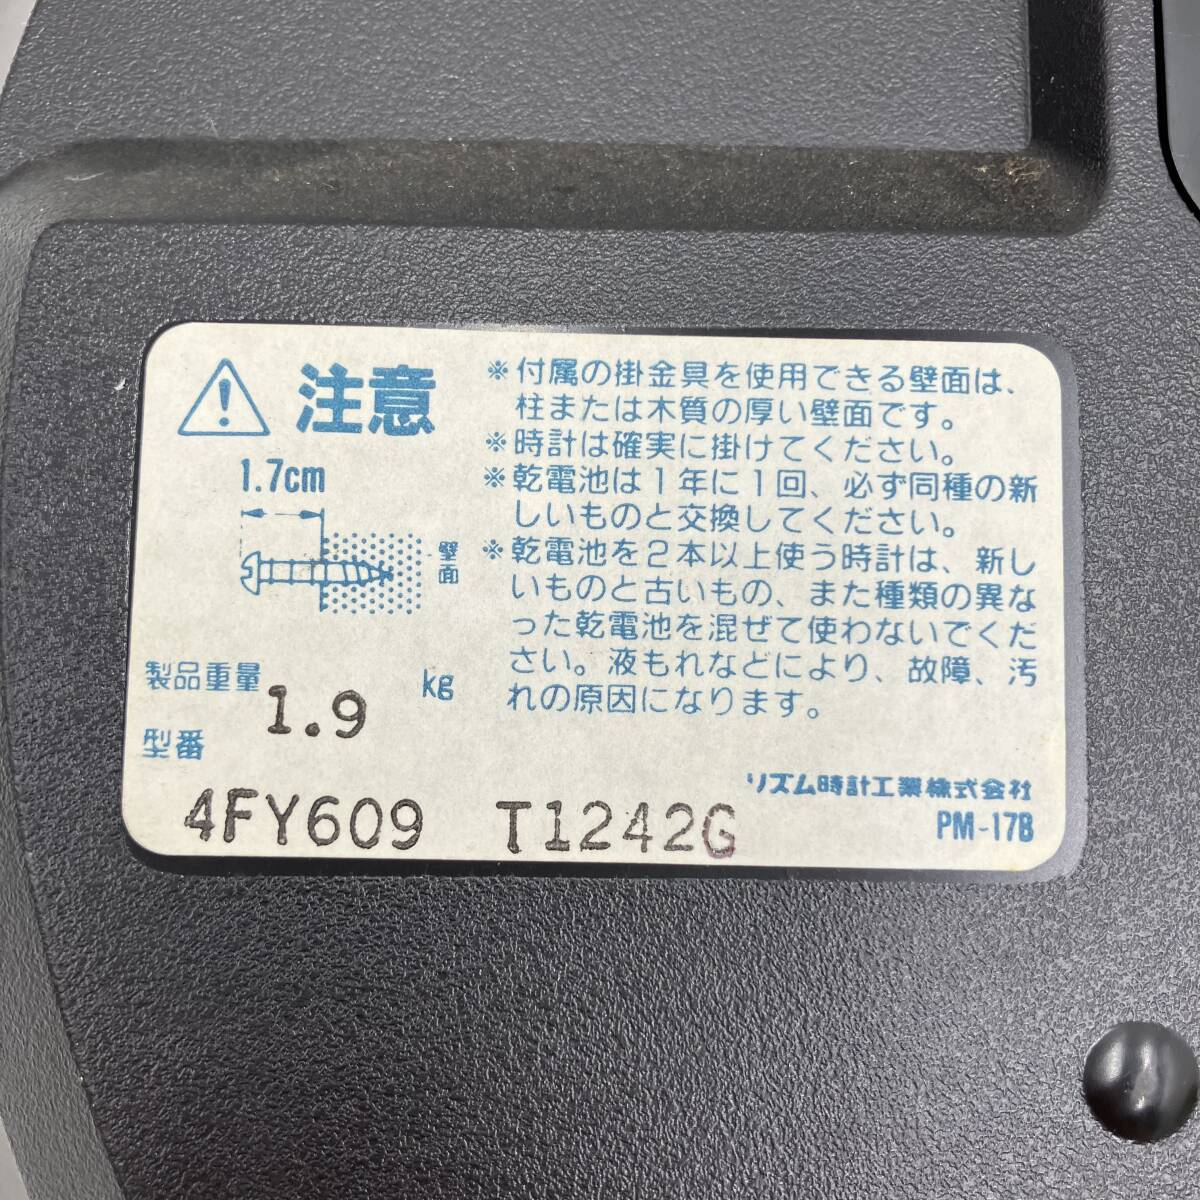 注意
1.7cm
壁面
製品重量 1.9 kg
型番
4FY609 T1242G
※付属の掛金具を使用できる壁面は、
柱または木質の厚い壁面です。
※時計は確実に掛けてください。
※乾電池は1年に1回、必ず同種の新
しいものと交換してください。
※乾電池を2本以上使う時計は、新し
いものと古いもの、また種類の異な
った乾電池を混ぜて使わないでくだ
さい。液もれなどにより、故障、汚
れの原因になります。
リズム時計工業株式会社
PM-17B